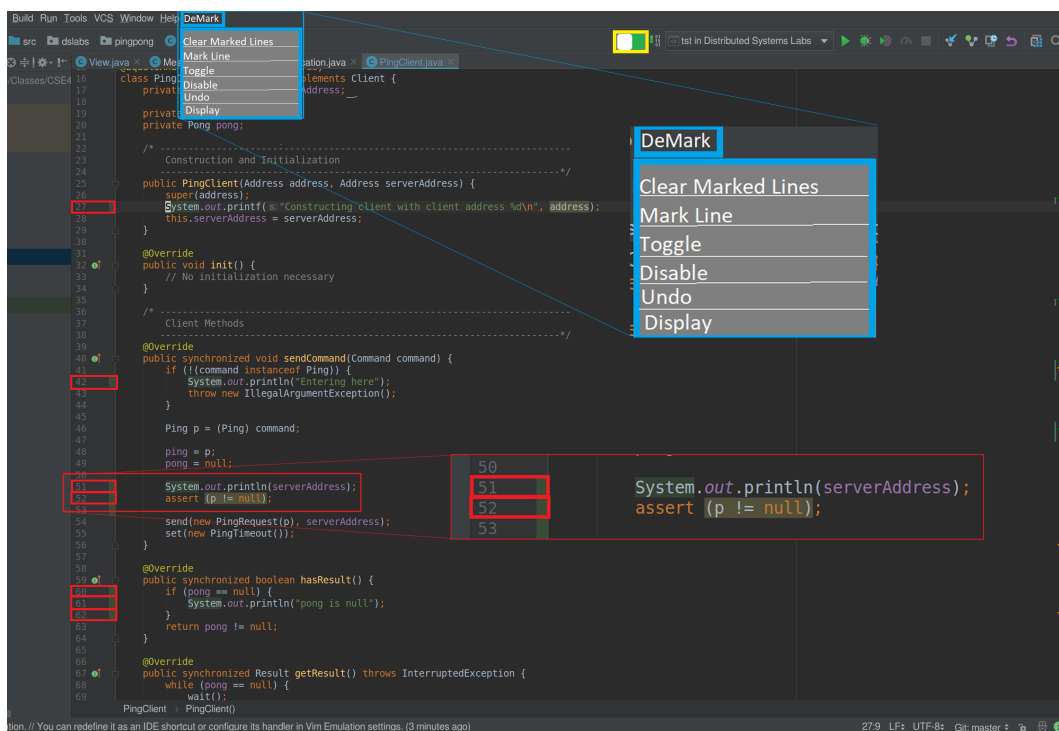 Build Run Tools VCS Window Help DeMark
src dslabs pingpong
tst in Distributed Systems Labs
Clear Marked Lines
Mark Line
Toggle
Disable
Undo
Display
View.java Mes ation.java PingClient.java
/Classes/CSE4
16 class Ping lements Client {
17 privat Address;
18
19 privat
20 private Pong pong;
21
22 /* -----------------------------------------------------------------------
23 Construction and Initialization
24 -----------------------------------------------------------------------*/
25 public PingClient(Address address, Address serverAddress) {
26 super(address);
27 System.out.printf( s: "Constructing client with client address %d\n", address);
28 this.serverAddress = serverAddress;
29 }
30
31 @Override
32 public void init() {
33 // No initialization necessary
34 }
35
36 /* -----------------------------------------------------------------------
37 Client Methods
38 -----------------------------------------------------------------------*/
39 @Override
40 public synchronized void sendCommand(Command command) {
41 if (!(command instanceof Ping)) {
42 System.out.println("Entering here");
43 throw new IllegalArgumentException();
44 }
45
46 Ping p = (Ping) command;
47
48 ping = p;
49 pong = null;
50
51 System.out.println(serverAddress);
52 assert (p != null);
53
54 send(new PingRequest(p), serverAddress);
55 set(new PingTimeout());
56 }
57
58 @Override
59 public synchronized boolean hasResult() {
60 if (pong == null) {
61 System.out.println("pong is null");
62 }
63 return pong != null;
64 }
65
66 @Override
67 public synchronized Result getResult() throws InterruptedException {
68 while (pong == null) {
69 wait();
DeMark
Clear Marked Lines
Mark Line
Toggle
Disable
Undo
Display
50
51 System.out.println(serverAddress);
52 assert (p != null);
53
PingClient > PingClient()
ation. // You can redefine it as an IDE shortcut or configure its handler in Vim Emulation settings. (3 minutes ago)
27:9 LF UTF-8 Git: master